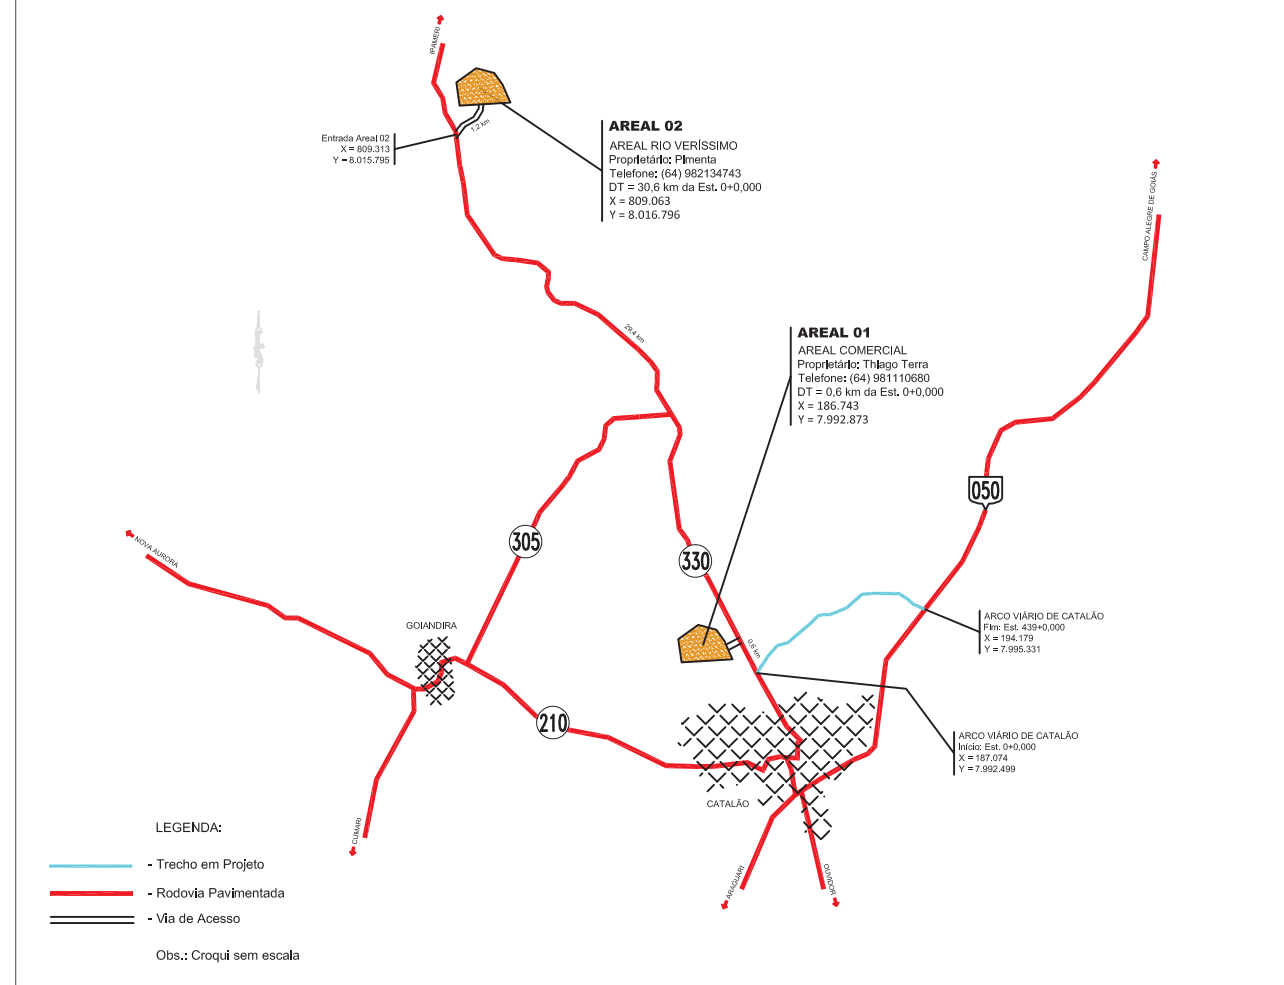 IPAMERI
1,2 km
Entrada Areal 02
X = 809.313
Y = 8.015.795
AREAL 02
AREAL RIO VERÍSSIMO
Proprietário: Pimenta
Telefone: (64) 982134743
DT = 30,6 km da Est. 0+0,000
X = 809.063
Y = 8.016.796
CAMPO ALEGRE DE GOIÁS
29,4 km
AREAL 01
AREAL COMERCIAL
Proprietário: Thiago Terra
Telefone: (64) 981110680
DT = 0,6 km da Est. 0+0,000
X = 186.743
Y = 7.992.873
050
305
330
NOVA AURORA
GOIANDIRA
0,6 km
ARCO VIÁRIO DE CATALÃO
Fim: Est. 439+0,000
X = 194.179
Y = 7.995.331
210
ARCO VIÁRIO DE CATALÃO
Início: Est. 0+0,000
X = 187.074
Y = 7.992.499
CATALÃO
CUMARI
ARAGUARI
OUVIDOR
LEGENDA:
- Trecho em Projeto
- Rodovia Pavimentada
- Via de Acesso
Obs.: Croqui sem escala